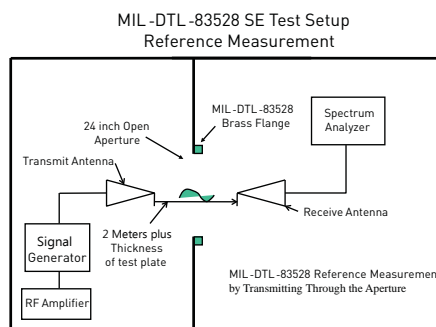 MIL-DTL-83528 SE Test Setup
Reference Measurement
MIL-DTL-83528
Brass Flange
Spectrum
Analyzer
24 inch Open
Aperture
Transmit Antenna
Receive Antenna
2 Meters plus
Thickness
of test plate
Signal
Generator
RF Amplifier
MIL-DTL-83528 Reference Measurement
by Transmitting Through the Aperture